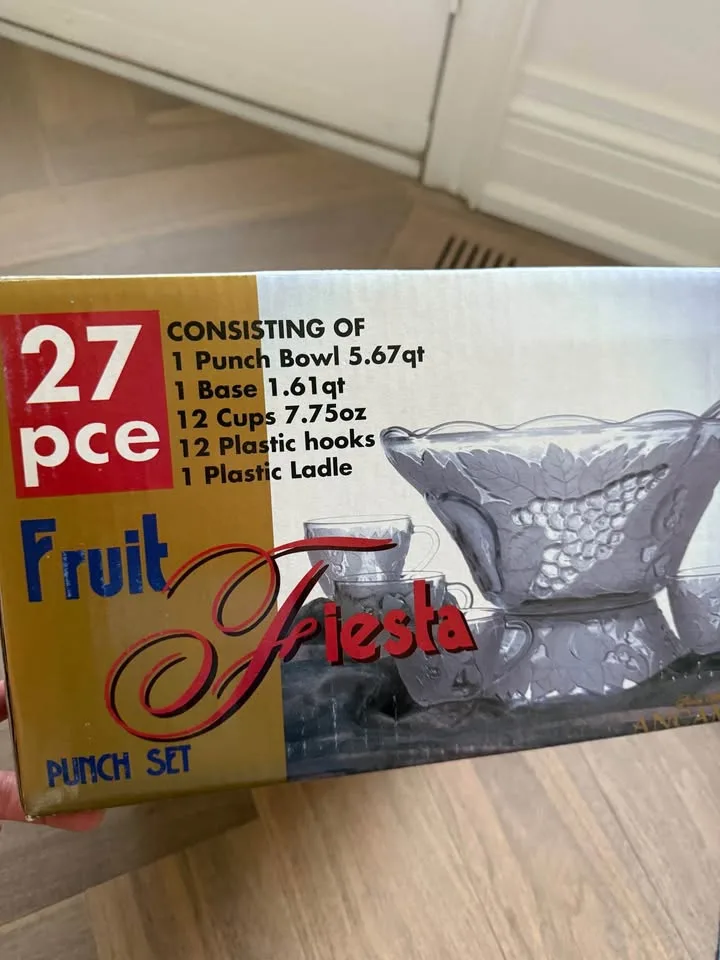 27
pce
CONSISTING OF
1 Punch Bowl 5.67qt
1 Base 1.61qt
12 Cups 7.75oz
12 Plastic hooks
1 Plastic Ladle
Fruit
Fiesta
PUNCH SET